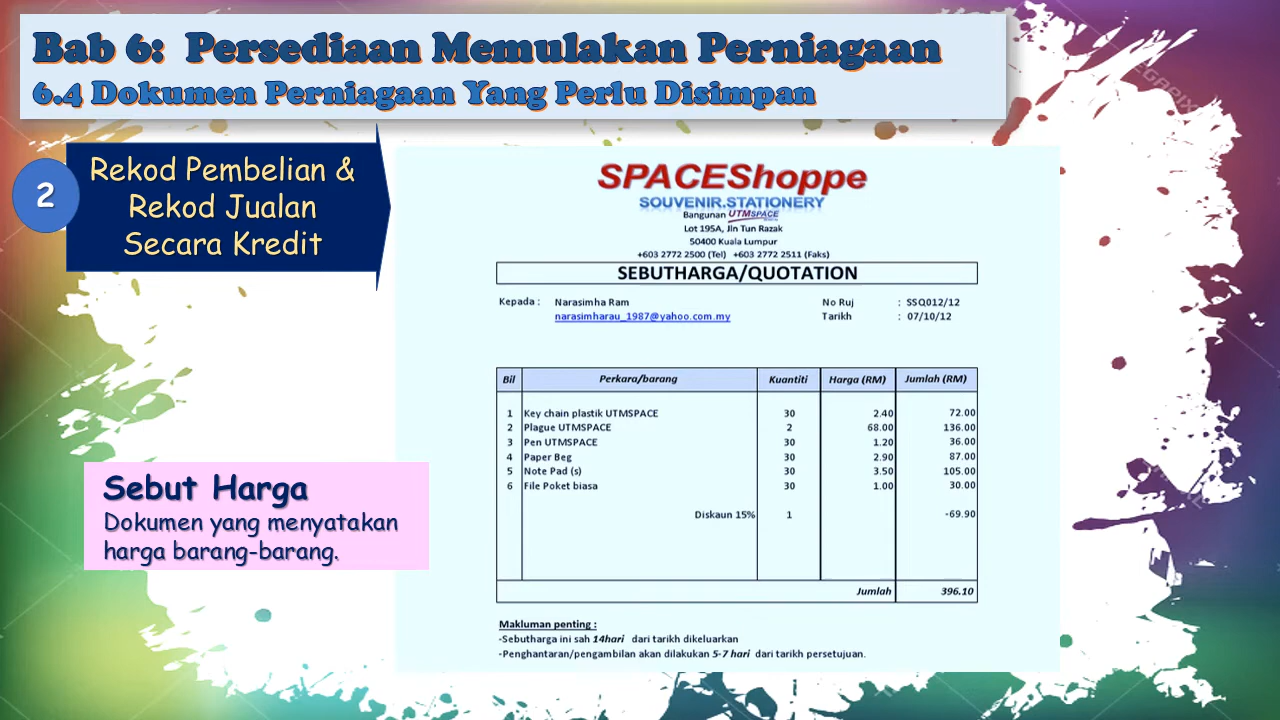 Bab 6: Persediaan Memulakan Perniagaan
6.4 Dokumen Perniagaan Yang Perlu Disimpan
2
Rekod Pembelian &
Rekod Jualan
Secara Kredit
SPACEShoppe
SOUVENIR.STATIONERY
Bangunan UTMSPACE
Lot 195A, Jln Tun Razak
50400 Kuala Lumpur
+603 2772 2500 (Tel) +603 2772 2511 (Faks)
SEBUTHARGA/QUOTATION
Kepada : Narasimha Ram No Ruj : SSQ012/12
narasimharau_1987@yahoo.com.my Tarikh : 07/10/12
Bil Perkara/barang Kuantiti Harga (RM) Jumlah (RM)
1 Key chain plastik UTMSPACE 30 2.40 72.00
2 Plague UTMSPACE 2 68.00 136.00
3 Pen UTMSPACE 30 1.20 36.00
4 Paper Beg 30 2.90 87.00
5 Note Pad (s) 30 3.50 105.00
6 File Poket biasa 30 1.00 30.00
Diskaun 15% 1 -69.90
Jumlah 396.10
Makluman penting :
-Sebutharga ini sah 14hari dari tarikh dikeluarkan
-Penghantaran/pengambilan akan dilakukan 5-7 hari dari tarikh persetujuan.
Sebut Harga
Dokumen yang menyatakan
harga barang-barang.